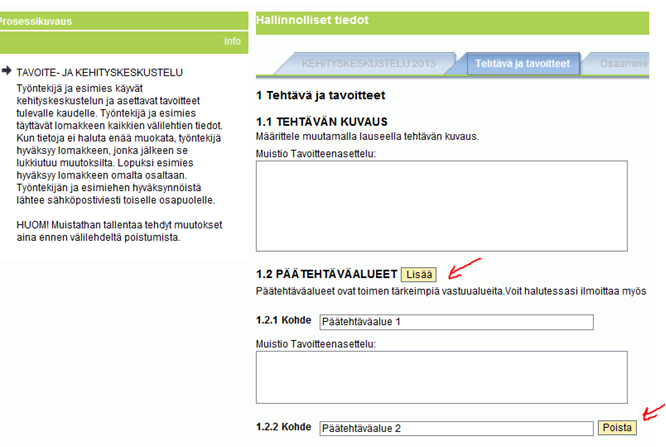 Prosessikuvaus
Info
TAVOITE- JA KEHITYSKESKUSTELU
Työntekijä ja esimies käyvät
kehityskeskustelun ja asettavat tavoitteet
tulevalle kaudelle. Työntekijä ja esimies
täyttävät lomakkeen kaikkien välilehtien tiedot.
Kun tietoja ei haluta enää muokata, työntekijä
hyväksyy lomakkeen, jonka jälkeen se
lukkiutuu muutoksilta. Lopuksi esimies
hyväksyy lomakkeen omalta osaltaan.
Työntekijän ja esimiehen hyväksynnöistä
lähtee sähköpostiviesti toiselle osapuolelle.
HUOM! Muistathan tallentaa tehdyt muutokset
aina ennen välilehdeltä poistumista.
Hallinnolliset tiedot
KEHITYSKESKUSTELU 2013 Tehtävä ja tavoitteet Osaamine
1 Tehtävä ja tavoitteet
1.1 TEHTÄVÄN KUVAUS
Määrittele muutamalla lauseella tehtävän kuvaus.
Muistio Tavoitteenasettelu:
1.2 PÄÄTEHTÄVÄALUEET Lisää
Päätehtäväalueet ovat toimen tärkeimpiä vastuualueita.Voit halutessasi ilmoittaa myös
1.2.1 Kohde Päätehtäväalue 1
Muistio Tavoitteenasettelu:
1.2.2 Kohde Päätehtäväalue 2 Poista